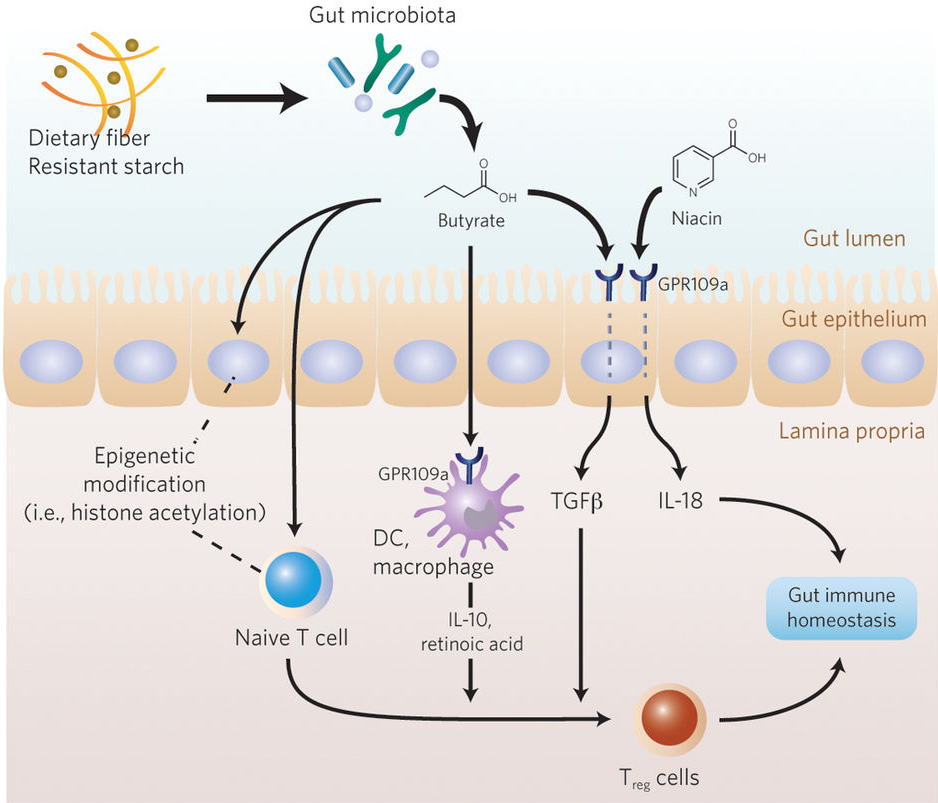 Gut microbiota
Dietary fiber
Resistant starch
O
OH
Butyrate
O
OH
N
Niacin
Gut lumen
GPR109a
Gut epithelium
Lamina propria
Epigenetic
modification
(i.e., histone acetylation)
GPR109a
DC,
macrophage
TGFβ
IL-18
Gut immune
homeostasis
Naive T cell
IL-10,
retinoic acid
Treg cells